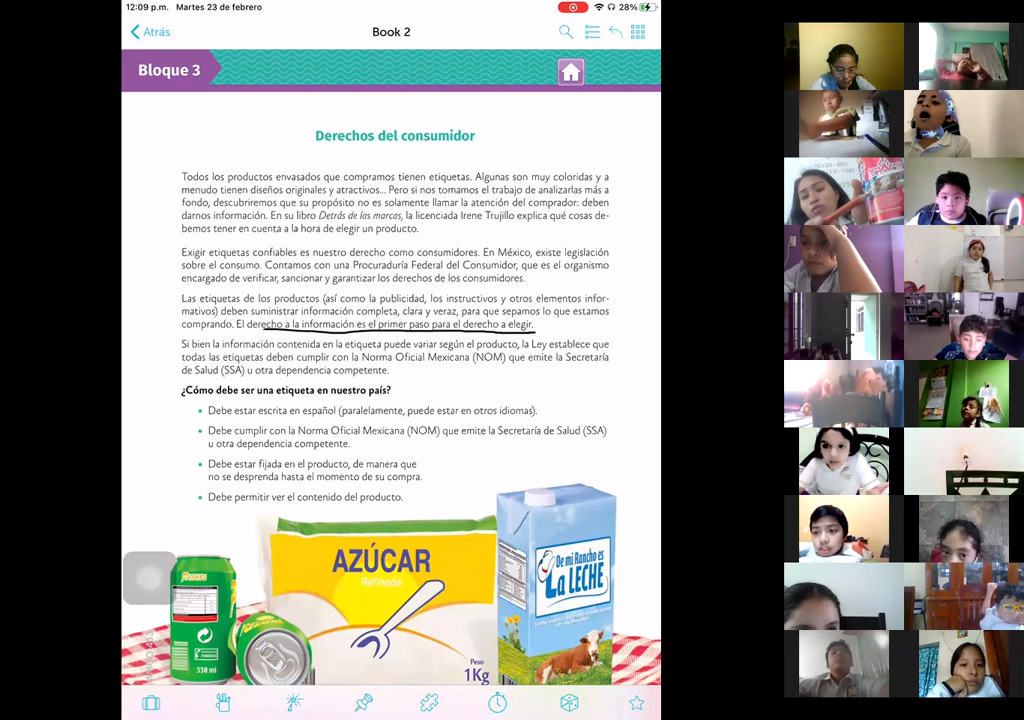 12:09 p.m. Martes 23 de febrero
28%
Atrás
Book 2
Bloque 3
Derechos del consumidor
Todos los productos envasados que compramos tienen etiquetas. Algunas son muy coloridas y a
menudo tienen diseños originales y atractivos... Pero si nos tomamos el trabajo de analizarlas más a
fondo, descubriremos que su propósito no es solamente llamar la atención del comprador: deben
darnos información. En su libro Detrás de las marcas, la licenciada Irene Trujillo explica qué cosas de-
bemos tener en cuenta a la hora de elegir un producto.
Exigir etiquetas confiables es nuestro derecho como consumidores. En México, existe legislación
sobre el consumo. Contamos con una Procuraduría Federal del Consumidor, que es el organismo
encargado de verificar, sancionar y garantizar los derechos de los consumidores.
Las etiquetas de los productos (así como la publicidad, los instructivos y otros elementos infor-
mativos) deben suministrar información completa, clara y veraz, para que sepamos lo que estamos
comprando. El derecho a la información es el primer paso para el derecho a elegir.
Si bien la información contenida en la etiqueta puede variar según el producto, la Ley establece que
todas las etiquetas deben cumplir con la Norma Oficial Mexicana (NOM) que emite la Secretaría
de Salud (SSA) u otra dependencia competente.
¿Cómo debe ser una etiqueta en nuestro país?
• Debe estar escrita en español (paralelamente, puede estar en otros idiomas).
• Debe cumplir con la Norma Oficial Mexicana (NOM) que emite la Secretaría de Salud (SSA)
u otra dependencia competente.
• Debe estar fijada en el producto, de manera que
no se desprenda hasta el momento de su compra.
• Debe permitir ver el contenido del producto.
AZÚCAR
Refinada
Peso
1Kg
De mi Rancho es
La LECHE
330 ml